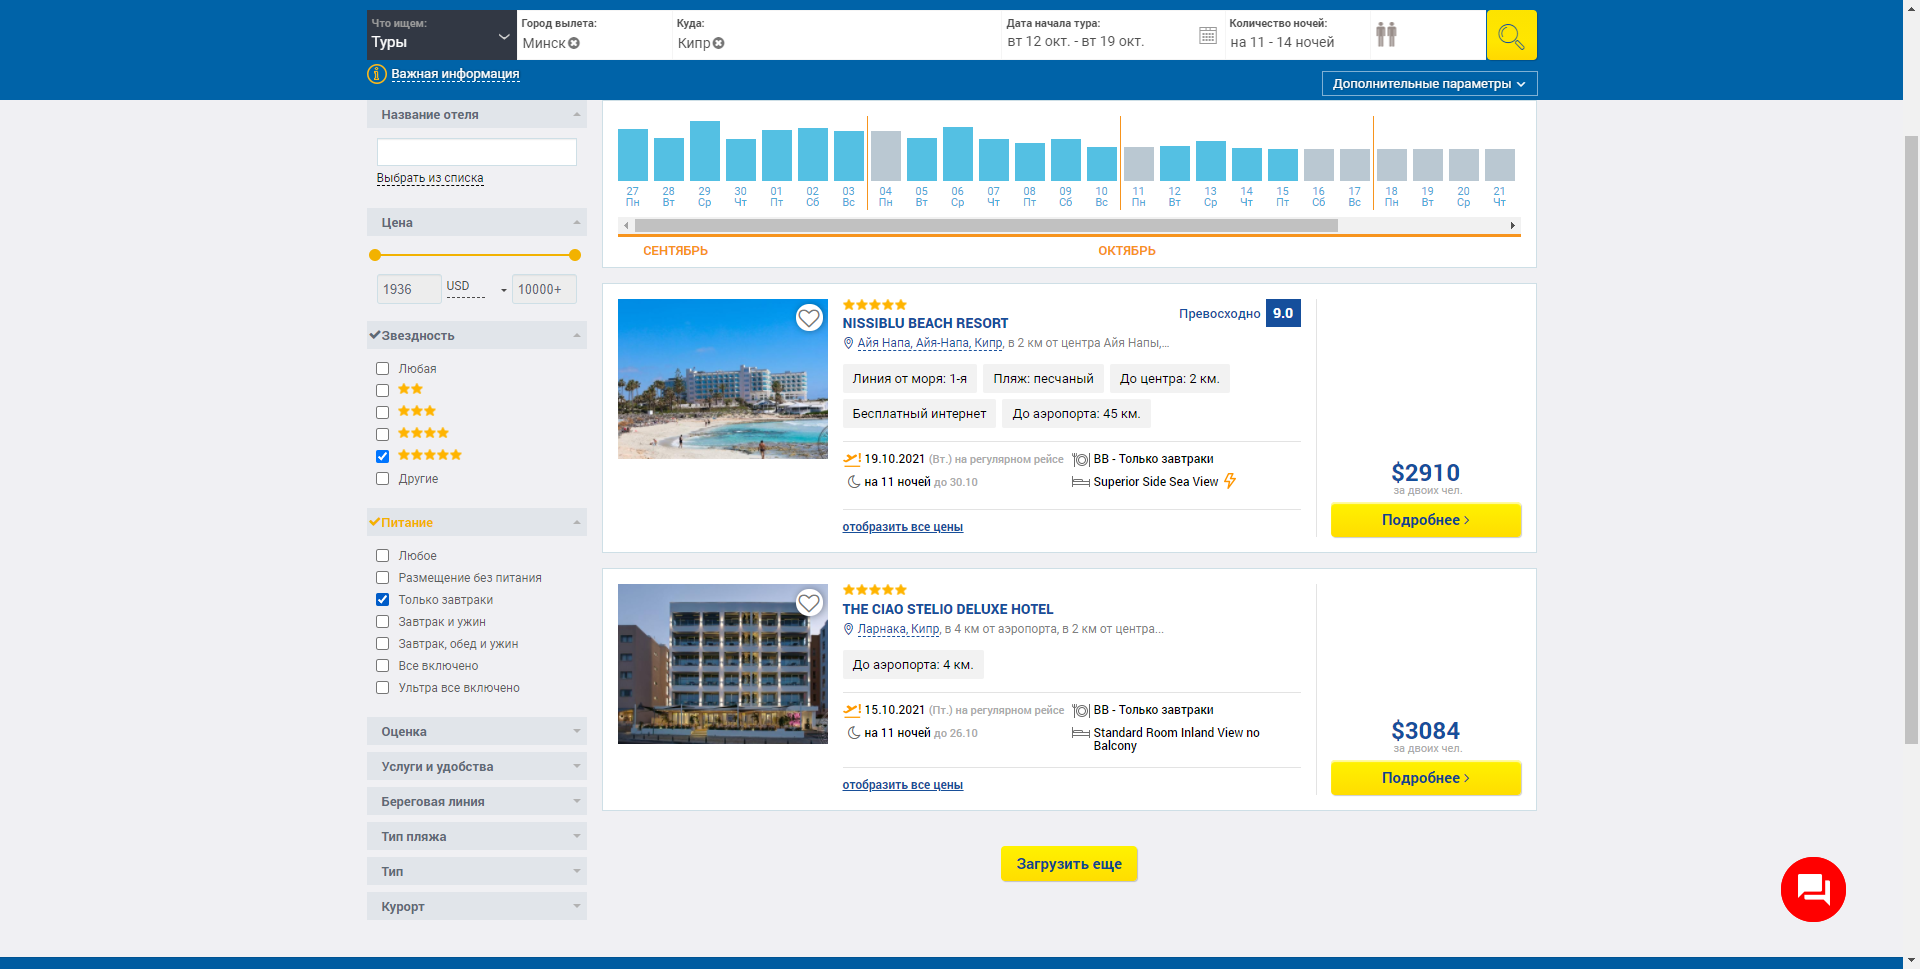 Что ищем:
Туры
Город вылета:
Минск
Куда:
Кипр
Дата начала тура:
вт 12 окт. - вт 19 окт.
Количество ночей:
на 11 - 14 ночей
Важная информация
Дополнительные параметры
Название отеля
Выбрать из списка
Цена
1936
USD
10000+
Звездность
Любая
Другие
Питание
Любое
Размещение без питания
Только завтраки
Завтрак и ужин
Завтрак, обед и ужин
Все включено
Ультра все включено
Оценка
Услуги и удобства
Береговая линия
Тип пляжа
Тип
Курорт
27 28 29 30 01 02 03 04 05 06 07 08 09 10 11 12 13 14 15 16 17 18 19 20 21
Пн Вт Ср Чт Пт Сб Вс Пн Вт Ср Чт Пт Сб Вс Пн Вт Ср Чт Пт Сб Вс Пн Вт Ср Чт
СЕНТЯБРЬ ОКТЯБРЬ
NISSIBLU BEACH RESORT
Превосходно 9.0
Айя Напа, Айя-Напа, Кипр, в 2 км от центра Айя Напы,...
Линия от моря: 1-я Пляж: песчаный До центра: 2 км.
Бесплатный интернет До аэропорта: 45 км.
19.10.2021 (Вт.) на регулярном рейсе BB - Только завтраки
на 11 ночей до 30.10 Superior Side Sea View
отобразить все цены
$2910
за двоих чел.
Подробнее
THE CIAO STELIO DELUXE HOTEL
Ларнака, Кипр, в 4 км от аэропорта, в 2 км от центра...
До аэропорта: 4 км.
15.10.2021 (Пт.) на регулярном рейсе BB - Только завтраки
на 11 ночей до 26.10 Standard Room Inland View no
Balcony
отобразить все цены
$3084
за двоих чел.
Подробнее
Загрузить еще